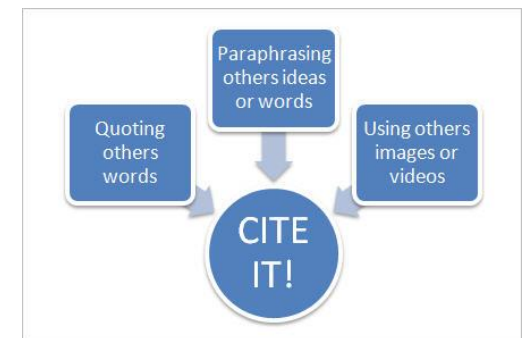 Paraphrasing
others ideas
or words
Quoting
others
words
Using others
images or
videos
CITE
IT!